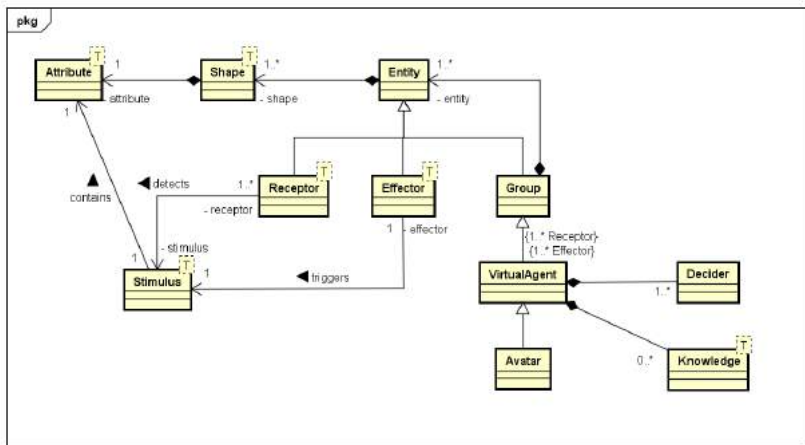 pkg
T
T
T
Attribute
1
Shape
1..*
Entity
1..*
- attribute
- shape
- entity
1
contains
detects
1..*
T
T
Receptor
Effector
Group
- receptor
1
- effector
{1..* Receptor}
{1..* Effector}
- stimulus
1
T
1
triggers
Stimulus
VirtualAgent
Decider
1..*
T
Avatar
0..*
Knowledge